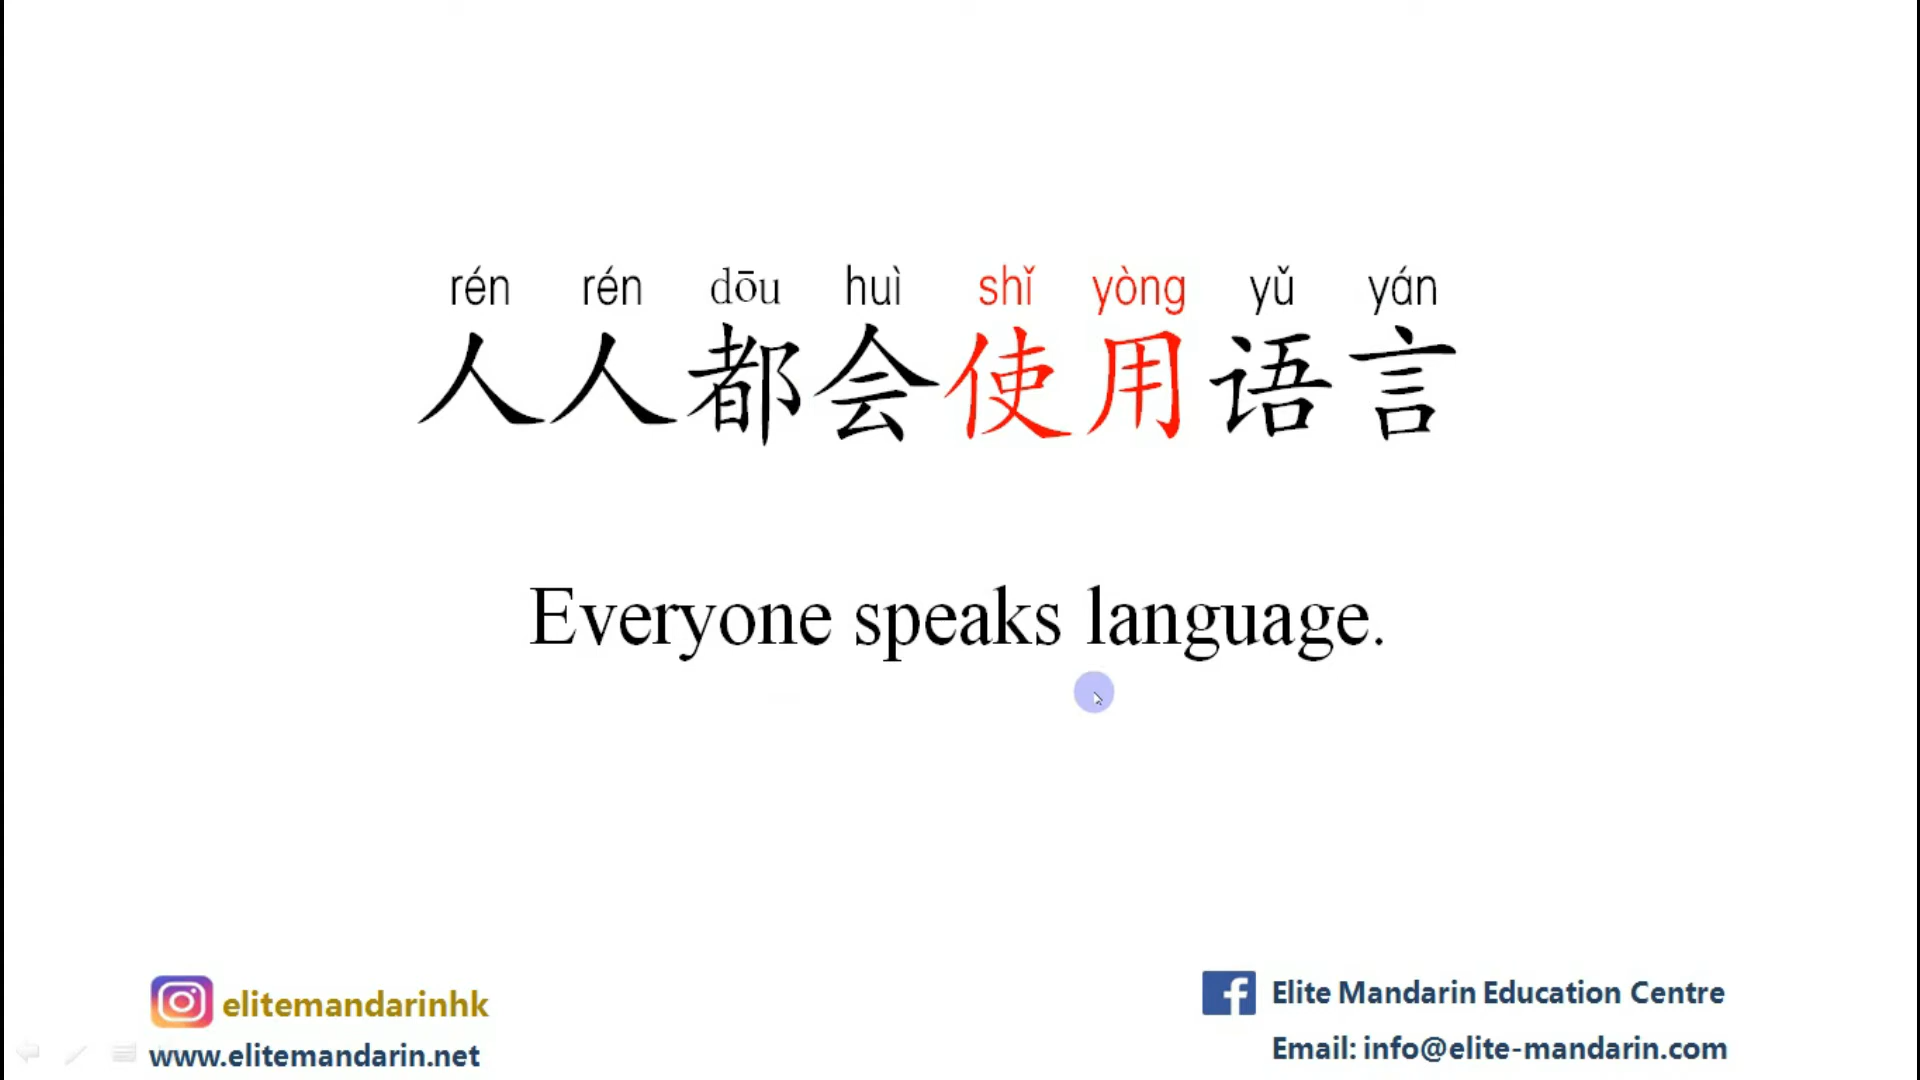 rén rén dōu huì shǐ yòng yǔ yán
人人都会使用语言
Everyone speaks language.
elitemandarinhk
www.elitemandarin.net
Elite Mandarin Education Centre
Email: info@elite-mandarin.com